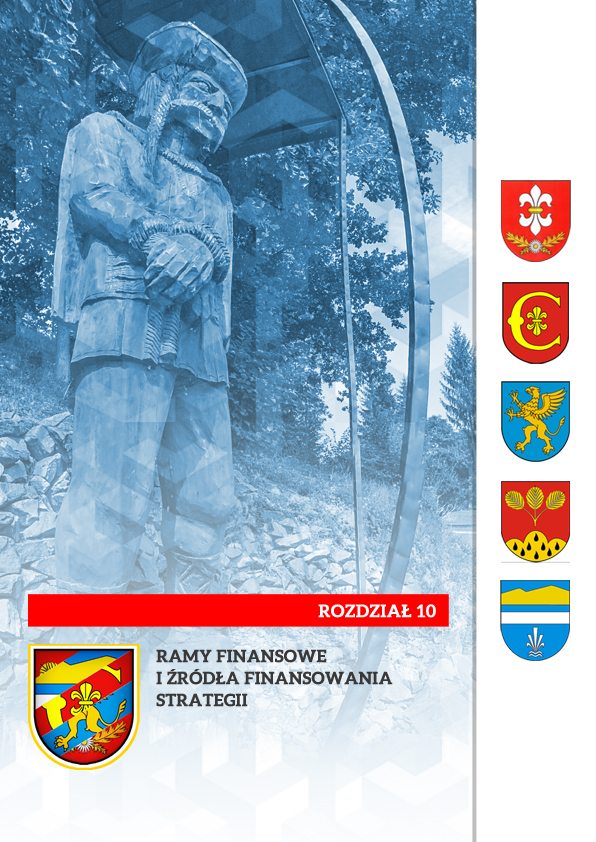 ROZDZIAŁ 10
RAMY FINANSOWE
I ŹRÓDŁA FINANSOWANIA
STRATEGII